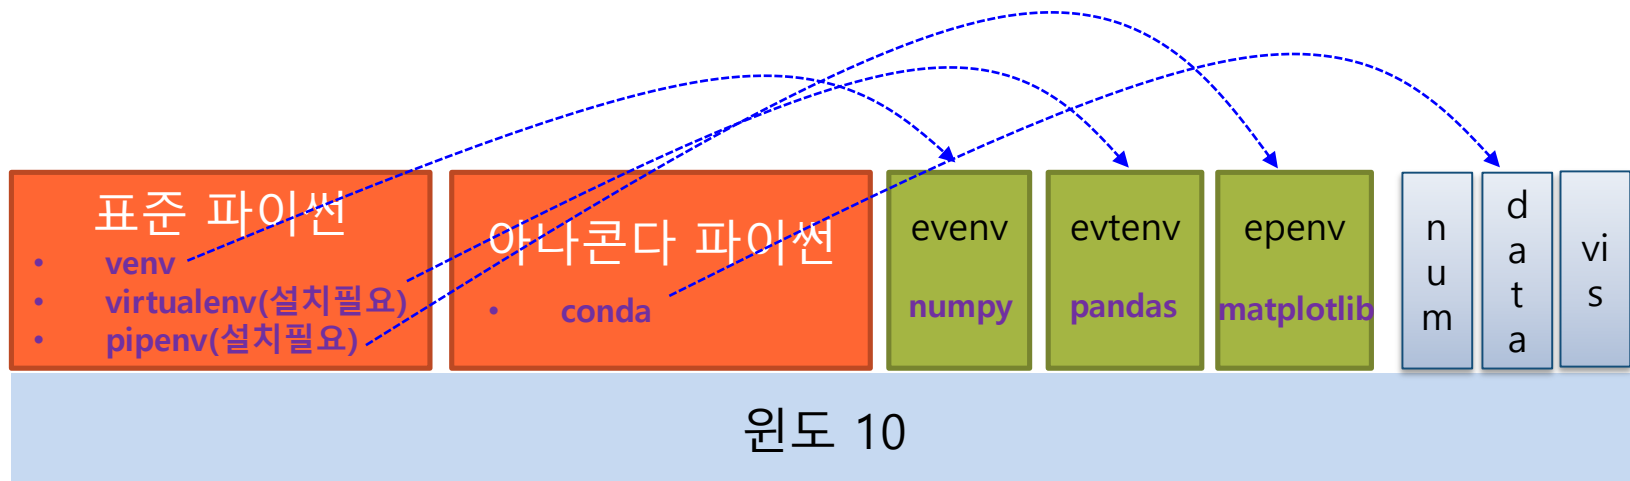 표준 파이썬
• venv
• virtualenv(설치필요)
• pipenv(설치필요)
아나콘다 파이썬
• conda
evenv
numpy
evtenv
pandas
epenv
matplotlib
n
u
m
d
a
t
a
vi
s
윈도 10